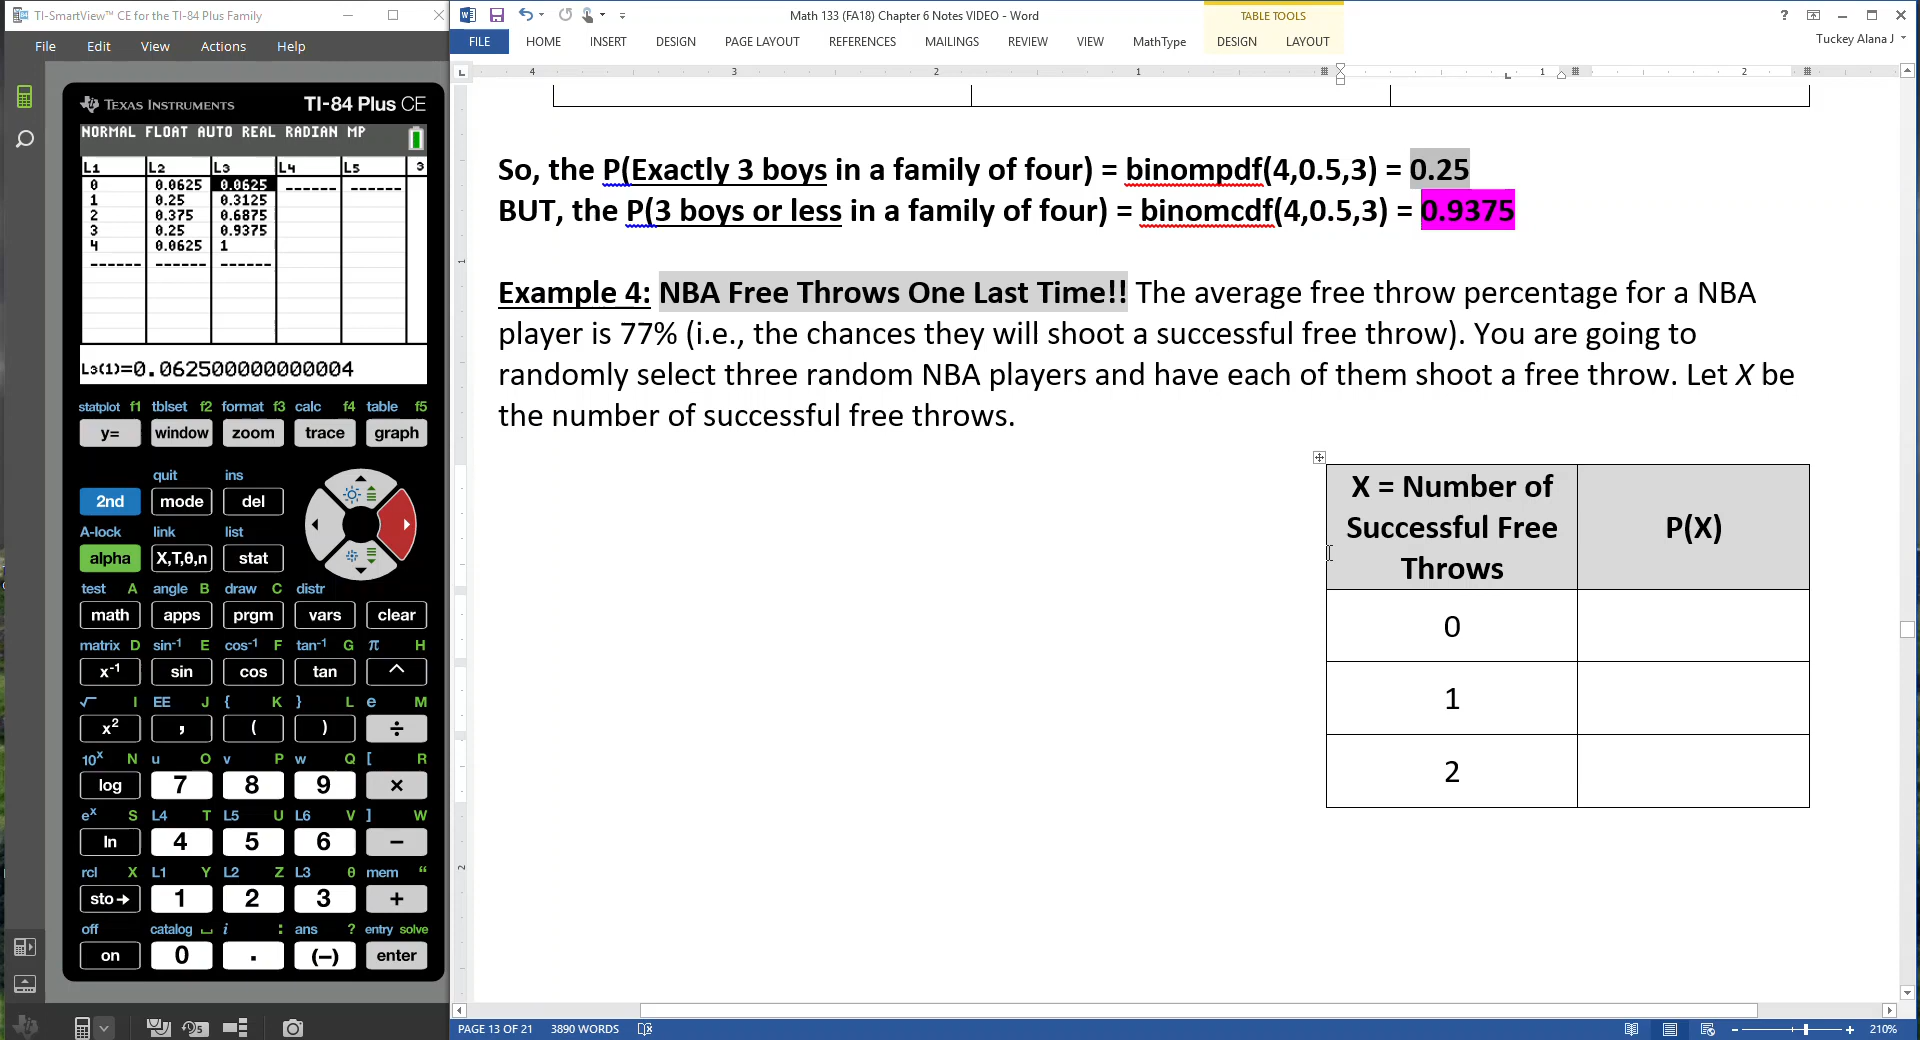 TI-SmartView™ CE for the TI-84 Plus Family
File Edit View Actions Help
TEXAS INSTRUMENTS TI-84 Plus CE
NORMAL FLOAT AUTO REAL RADIAN MP
L1 L2 L3 L4 L5 3
0 0.0625 0.0625 ------ ------
1 0.25 0.3125
2 0.375 0.6875
3 0.25 0.9375
4 0.0625 1
------ ------ ------
L3(1)=0.062500000000004
statplot f1 tblset f2 format f3 calc f4 table f5
y= window zoom trace graph
quit ins
2nd mode del
A-lock link list
alpha X,T,θ,n stat
test A angle B draw C distr
math apps prgm vars clear
matrix D sin⁻¹ E cos⁻¹ F tan⁻¹ G π H
x⁻¹ sin cos tan ^
√ I EE J { K } L e M
x² , ( ) ÷
10ˣ N u O v P w Q [ R
log 7 8 9 ×
eˣ S L4 T L5 U L6 V ] W
ln 4 5 6 −
rcl X L1 Y L2 Z L3 θ mem “
sto→ 1 2 3 +
off catalog ⎵ i : ans ? entry solve
on 0 . (−) enter
Math 133 (FA18) Chapter 6 Notes VIDEO - Word
TABLE TOOLS
FILE HOME INSERT DESIGN PAGE LAYOUT REFERENCES MAILINGS REVIEW VIEW MathType DESIGN LAYOUT
Tuckey Alana J
4 3 2 1 1 2
So, the P(Exactly 3 boys in a family of four) = binompdf(4,0.5,3) = 0.25
BUT, the P(3 boys or less in a family of four) = binomcdf(4,0.5,3) = 0.9375
Example 4: NBA Free Throws One Last Time!! The average free throw percentage for a NBA
player is 77% (i.e., the chances they will shoot a successful free throw). You are going to
randomly select three random NBA players and have each of them shoot a free throw. Let X be
the number of successful free throws.
X = Number of
Successful Free
Throws
P(X)
0
1
2
PAGE 13 OF 21 3890 WORDS
210%